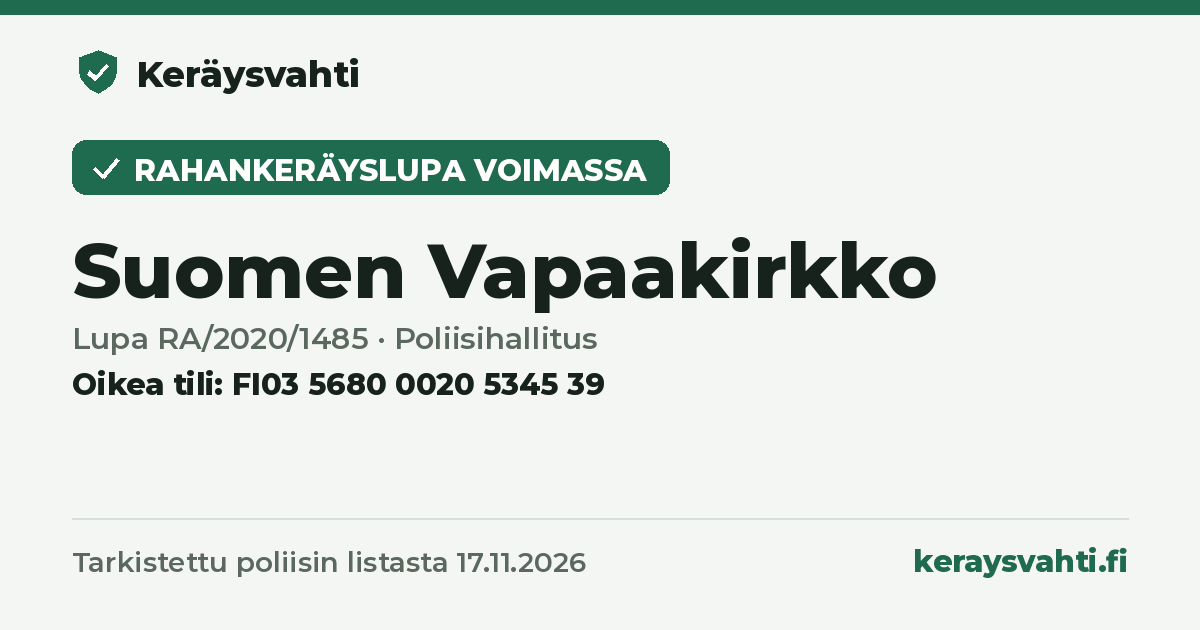 Keräysvahti
RAHANKERÄYSLUPA VOIMASSA
Suomen Vapaakirkko
Lupa RA/2020/1485 · Poliisihallitus
Oikea tili: FI03 5680 0020 5345 39
Tarkistettu poliisin listasta 17.11.2026
keraysvahti.fi